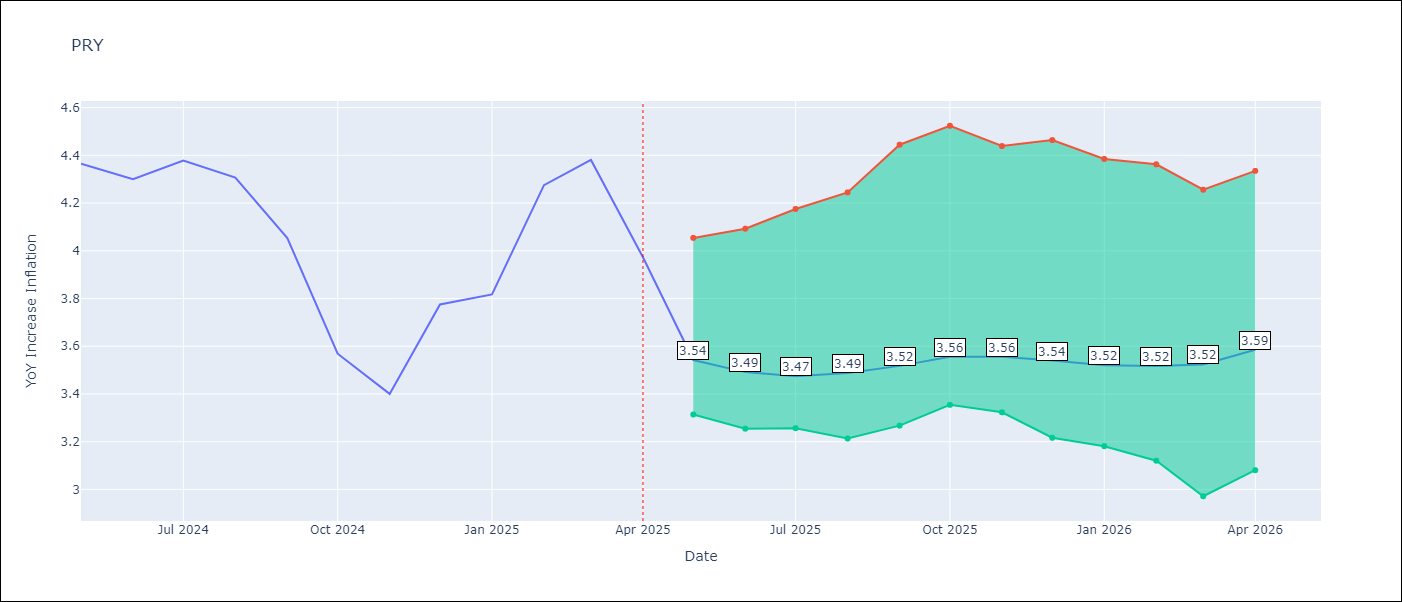 PRY
4.6
4.4
4.2
4
3.8
3.6
3.4
3.2
3
YoY Increase Inflation
3.54
3.49
3.47
3.49
3.52
3.56
3.56
3.54
3.52
3.52
3.52
3.59
Jul 2024
Oct 2024
Jan 2025
Apr 2025
Jul 2025
Oct 2025
Jan 2026
Apr 2026
Date